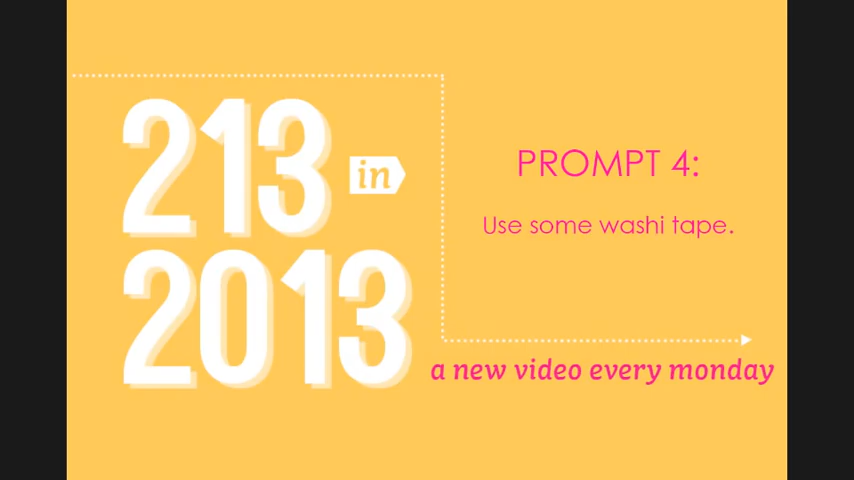 213 in
2013
PROMPT 4:
Use some washi tape.
a new video every monday